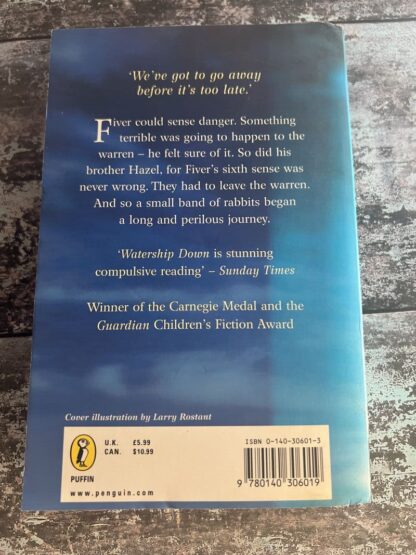 ‘We’ve got to go away
before it’s too late.’
Fiver could sense danger. Something
terrible was going to happen to the
warren – he felt sure of it. So did his
brother Hazel, for Fiver’s sixth sense was
never wrong. They had to leave the warren.
And so a small band of rabbits began
a long and perilous journey.
‘Watership Down is stunning
compulsive reading’ – Sunday Times
Winner of the Carnegie Medal and the
Guardian Children’s Fiction Award
Cover illustration by Larry Rostant
U.K. £5.99
CAN. $10.99
PUFFIN
www.penguin.com
ISBN 0-140-30601-3
9 780140 306019